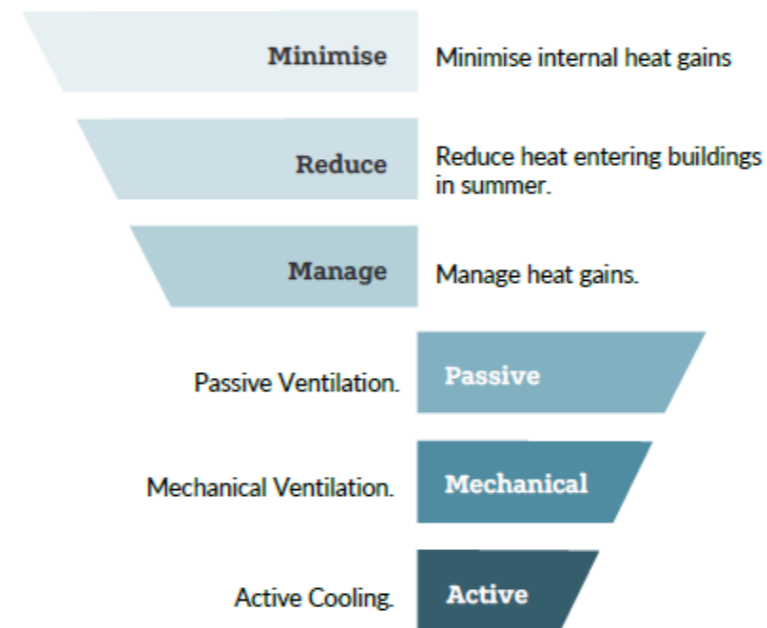 Minimise
Minimise internal heat gains
Reduce
Reduce heat entering buildings
in summer.
Manage
Manage heat gains.
Passive Ventilation.
Passive
Mechanical Ventilation.
Mechanical
Active Cooling.
Active